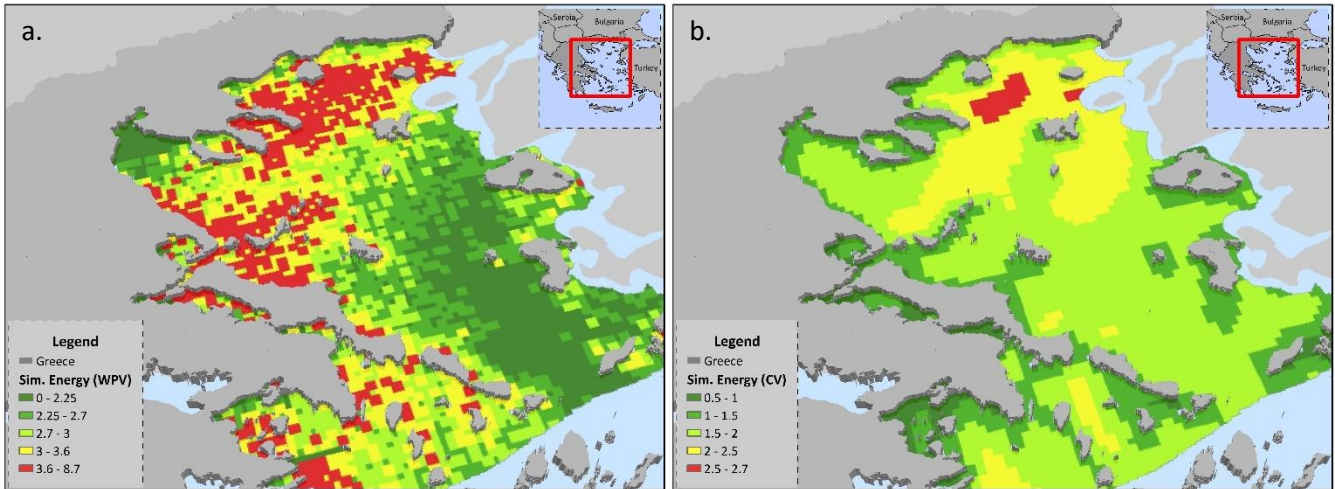 a.
Serbia
Bulgaria
Turkey
Legend
Greece
Sim. Energy (WPV)
0 - 2.25
2.25 - 2.7
2.7 - 3
3 - 3.6
3.6 - 8.7
b.
Serbia
Bulgaria
Turkey
Legend
Greece
Sim. Energy (CV)
0.5 - 1
1 - 1.5
1.5 - 2
2 - 2.5
2.5 - 2.7